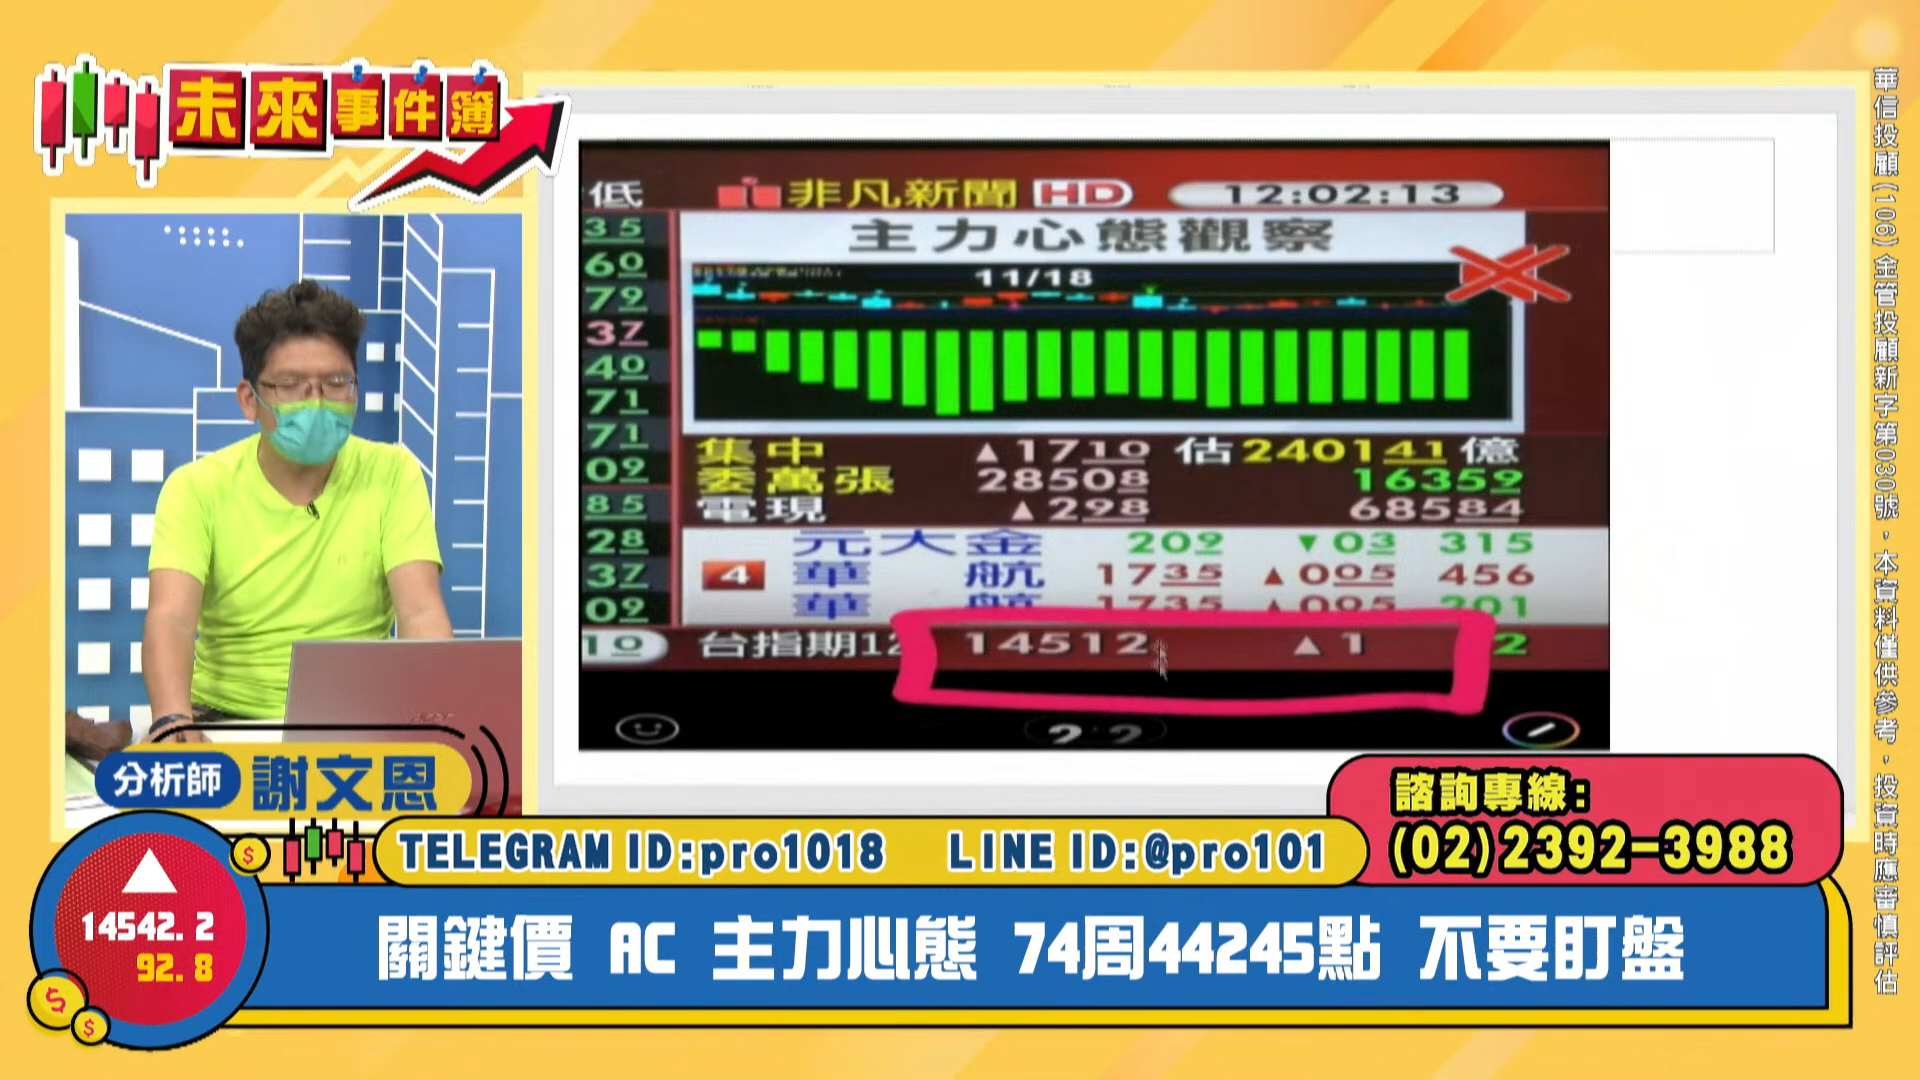 未來事件簿
低
非凡新聞 HD 12:02:13
主力心態觀察
11/18
35
60
79
37
40
71
71
09
85
28
37
09
10
集中 ▲1710 估240141億
委萬張 28508 16359
電現 ▲298 68584
元大金 209 ▼03 315
4 華航 1735 ▲005 456
華航 1735 ▲005 201
台指期12 14512 ▲1 2
分析師 謝文恩
諮詢專線:
(02)2392-3988
TELEGRAM ID:pro1018 LINE ID:@pro101
14542.2
92.8
關鍵價 AC 主力心態 74周44245點 不要盯盤
華信投顧(106)金管投顧新字第030號，本資料僅供參考，投資時應審慎評估